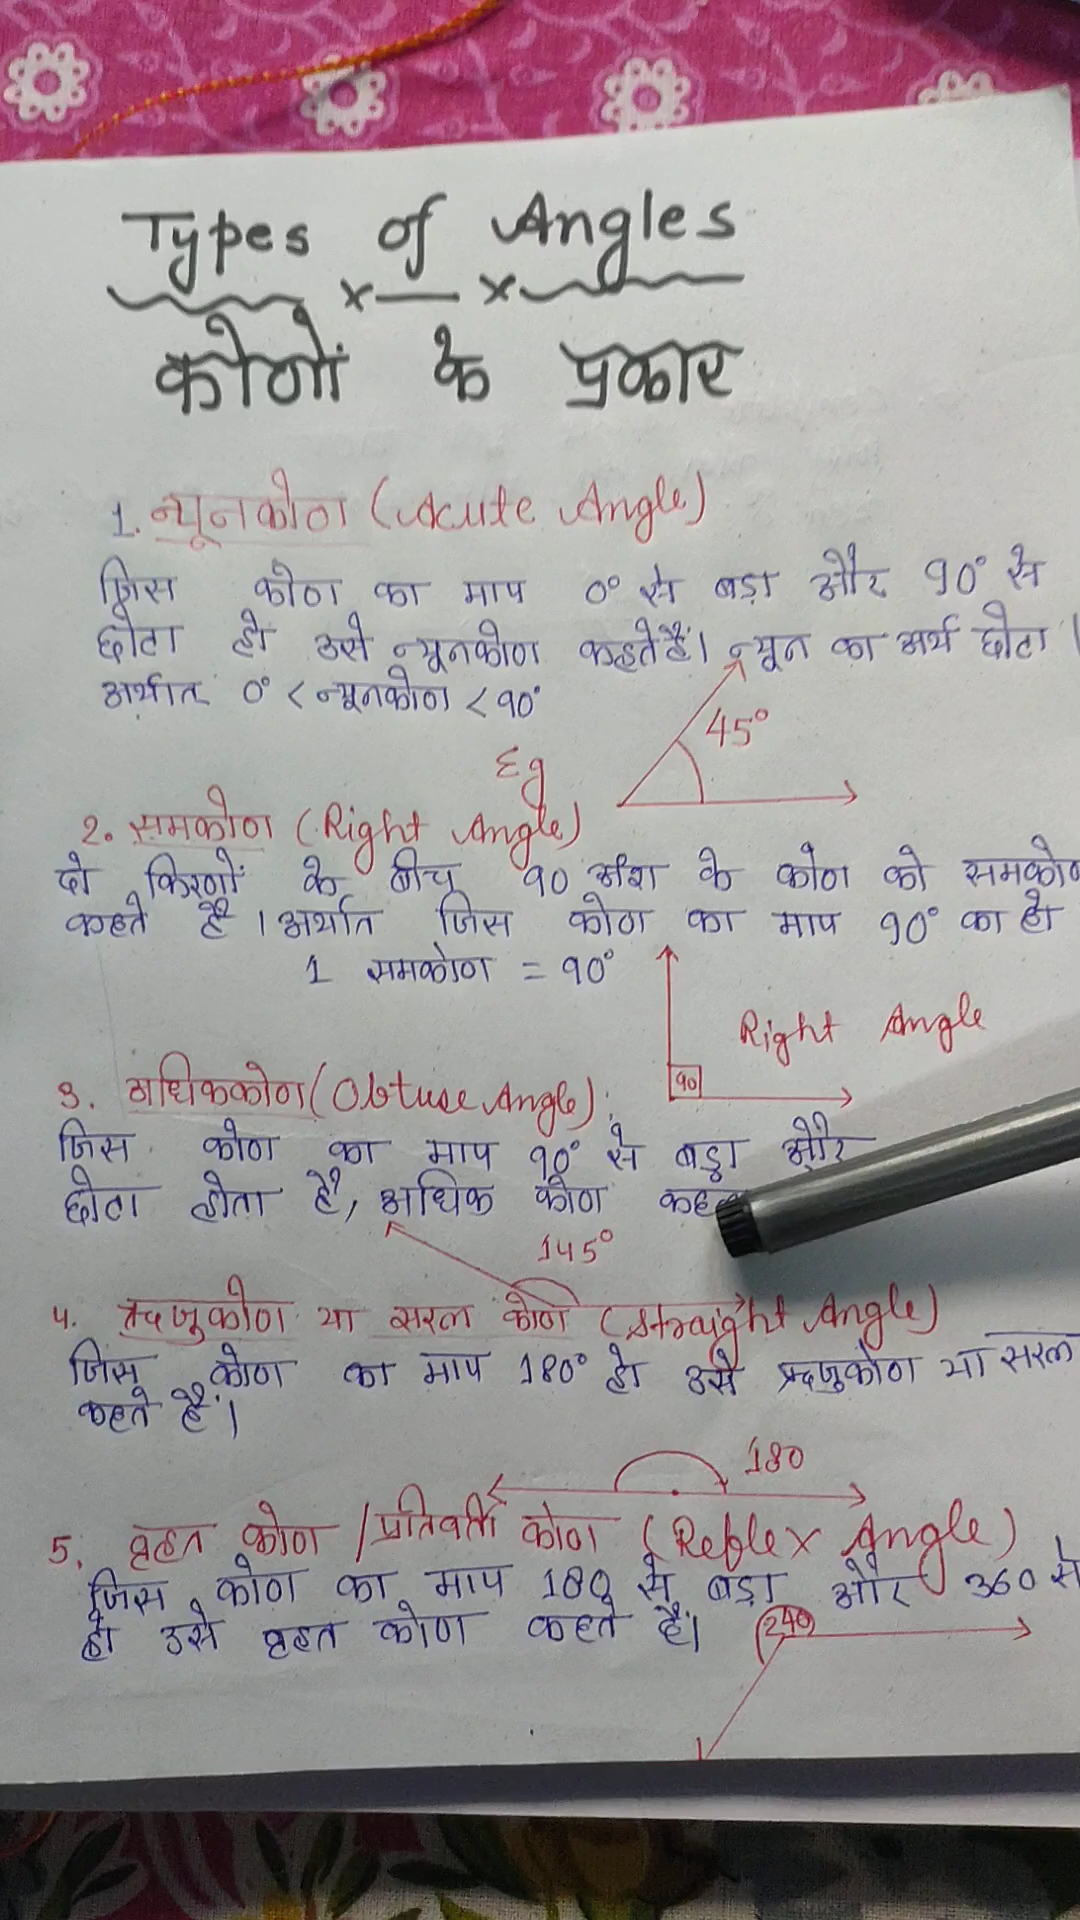 Types of Angles
कोणों के प्रकार
1. न्यूनकोण (Acute Angle)
जिस कोण का माप 0° से बड़ा और 90° से
छोटा हो उसे न्यूनकोण कहते हैं। न्यून का अर्थ छोटा।
अर्थात् 0° < न्यूनकोण < 90°
45°
Eg
2. समकोण (Right Angle)
दो किरणों के बीच 90 अंश के कोण को समकोण
कहते हैं। अर्थात जिस कोण का माप 90° का हो
1 समकोण = 90°
Right Angle
90
3. अधिककोण (Obtuse Angle)
जिस कोण का माप 90° से बड़ा और
छोटा होता है, अधिक कोण
145°
4. ऋजुकोण या सरल कोण (Straight Angle)
जिस कोण का माप 180° हो उसे ऋजुकोण या सरल
कहते हैं।
180
5. वृहत कोण / प्रतिवर्ती कोण (Reflex Angle)
जिस कोण का माप 180 से बड़ा और 360 से
हो उसे वृहत कोण कहते हैं।
240